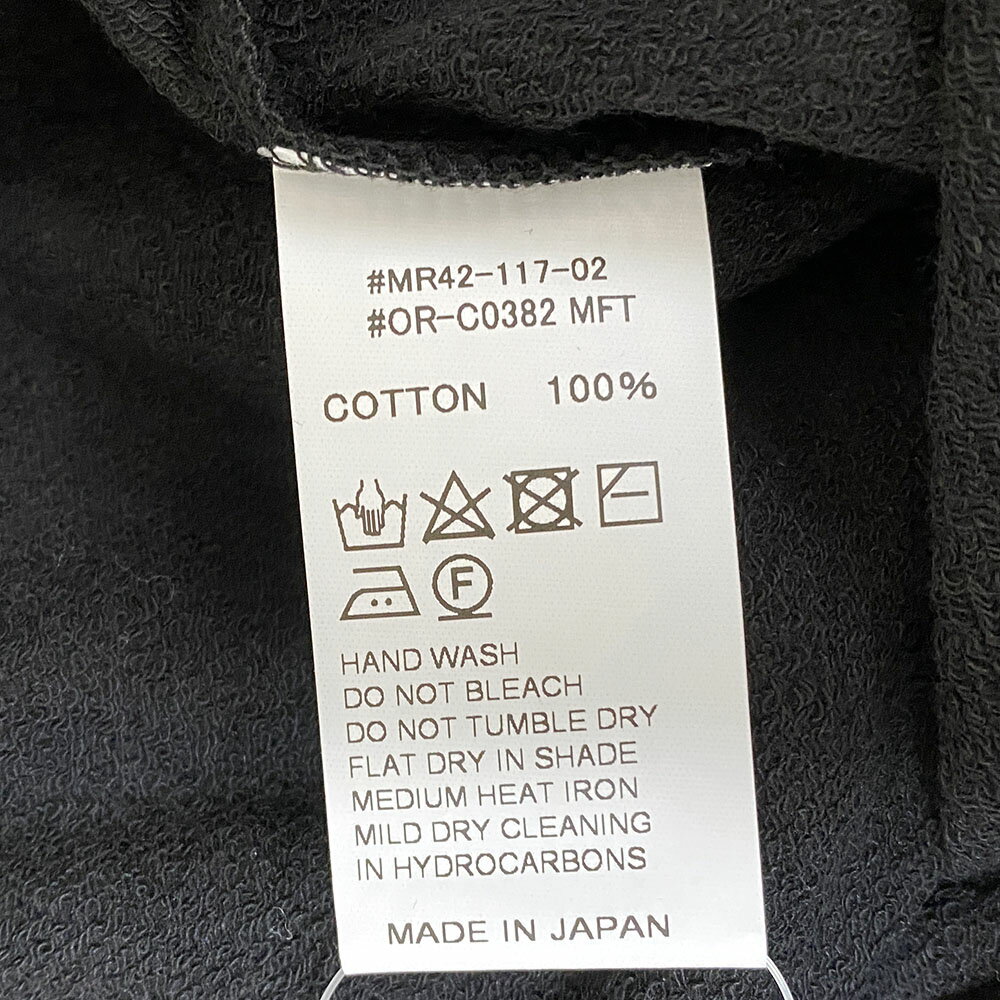 #MR42-117-02
#OR-C0382 MFT
COTTON 100%
F
HAND WASH
DO NOT BLEACH
DO NOT TUMBLE DRY
FLAT DRY IN SHADE
MEDIUM HEAT IRON
MILD DRY CLEANING
IN HYDROCARBONS
MADE IN JAPAN